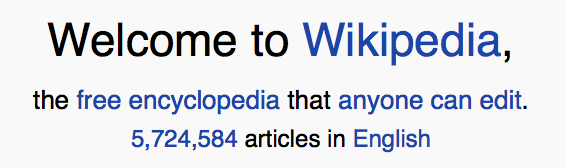 Welcome to Wikipedia,
the free encyclopedia that anyone can edit.
5,724,584 articles in English